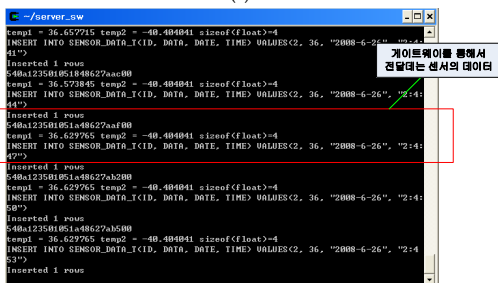 ~/server_sw
temp1 = 36.657715 temp2 = -40.404041 sizeof(float)=4
INSERT INTO SENSOR_DATA_T(ID, DATA, DATE, TIME) VALUES(2, 36, "2008-6-26", "2:4:
41")
Inserted 1 rows
540a1235010518​48627aac00
temp1 = 36.573845 temp2 = -40.404041 sizeof(float)=4
INSERT INTO SENSOR_DATA_T(ID, DATA, DATE, TIME) VALUES(2, 36, "2008-6-26", "2:4:
44")
Inserted 1 rows
540a123501051a48627aaf00
temp1 = 36.629765 temp2 = -40.404041 sizeof(float)=4
INSERT INTO SENSOR_DATA_T(ID, DATA, DATE, TIME) VALUES(2, 36, "2008-6-26", "2:4:
47")
Inserted 1 rows
540a123501051a48627ab200
temp1 = 36.629765 temp2 = -40.404041 sizeof(float)=4
INSERT INTO SENSOR_DATA_T(ID, DATA, DATE, TIME) VALUES(2, 36, "2008-6-26", "2:4:
50")
Inserted 1 rows
540a123501051a48627ab500
temp1 = 36.629765 temp2 = -40.404041 sizeof(float)=4
INSERT INTO SENSOR_DATA_T(ID, DATA, DATE, TIME) VALUES(2, 36, "2008-6-26", "2:4
53")
Inserted 1 rows
게이트웨이를 통해서
전달데는 센서의 데이터